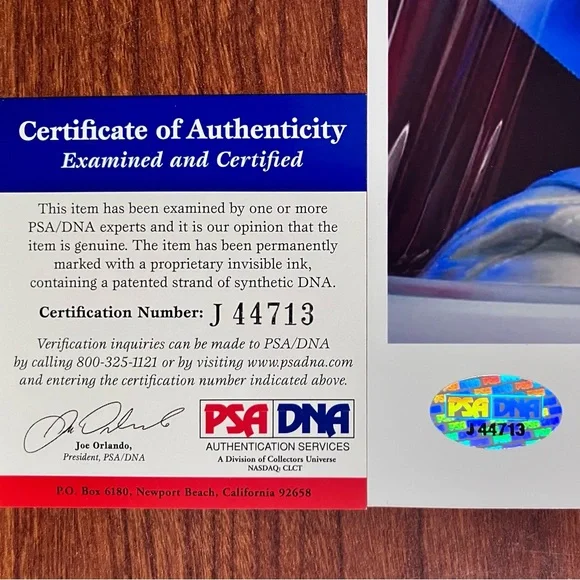 Certificate of Authenticity
Examined and Certified
This item has been examined by one or more
PSA/DNA experts and it is our opinion that the
item is genuine. The item has been permanently
marked with a proprietary invisible ink,
containing a patented strand of synthetic DNA.
Certification Number: J 44713
Verification inquiries can be made to PSA/DNA
by calling 800-325-1121 or by visiting www.psadna.com
and entering the certification number indicated above.
Joe Orlando,
President, PSA/DNA
PSA DNA
AUTHENTICATION SERVICES
A Division of Collectors Universe
NASDAQ: CLCT
P.O. Box 6180, Newport Beach, California 92658
PSA DNA
J44713